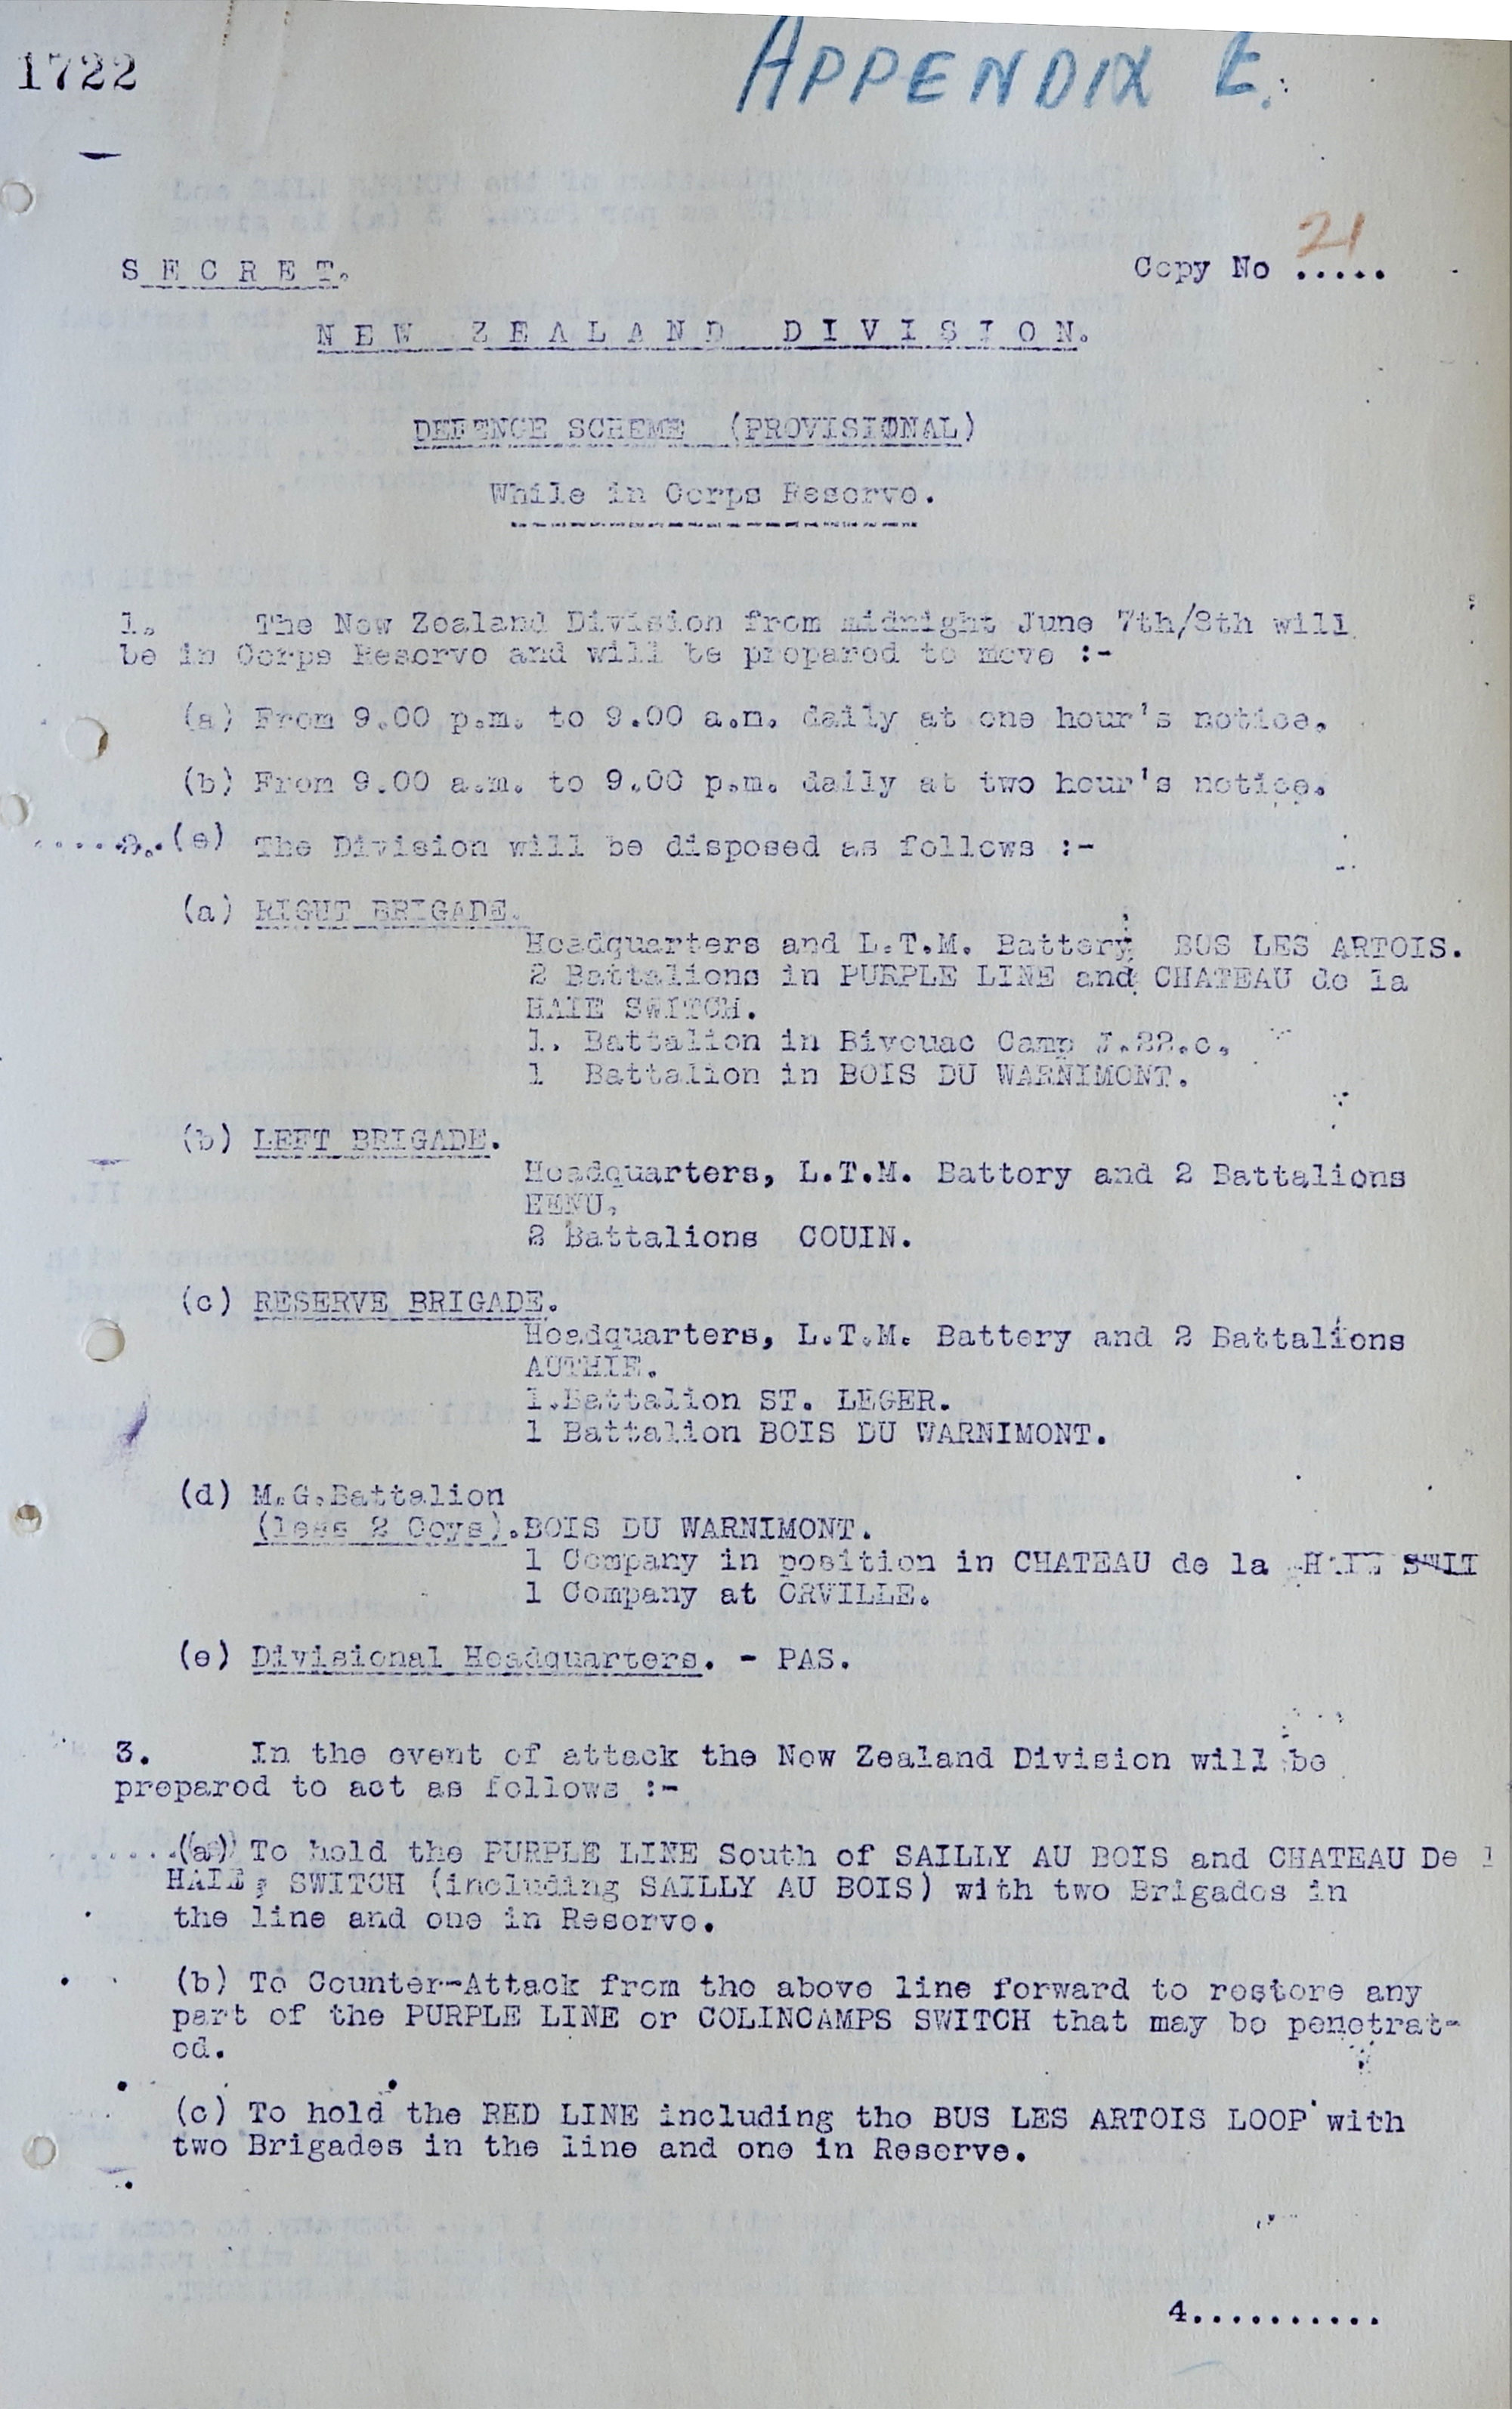 1722
APPENDIX E.
SECRET.
Copy No .....
21
NEW ZEALAND DIVISION.
DEFENCE SCHEME (PROVISIONAL)
While in Corps Reserve.
1. The New Zealand Division from midnight June 7th/8th will
be in Corps Reserve and will be prepared to move :-
(a) From 9.00 p.m. to 9.00 a.m. daily at one hour's notice.
(b) From 9.00 a.m. to 9.00 p.m. daily at two hour's notice.
2. The Division will be disposed as follows :-
(a) RIGHT BRIGADE.
Headquarters and L.T.M. Battery BUS LES ARTOIS.
2 Battalions in PURPLE LINE and CHATEAU de la
HAIE SWITCH.
1. Battalion in Bivouac Camp J.22.c.
1 Battalion in BOIS DU WARNIMONT.
(b) LEFT BRIGADE.
Headquarters, L.T.M. Battery and 2 Battalions
HENU.
2 Battalions COUIN.
(c) RESERVE BRIGADE.
Headquarters, L.T.M. Battery and 2 Battalions
AUTHIE.
1.Battalion ST. LEGER.
1 Battalion BOIS DU WARNIMONT.
(d) M.G.Battalion
(less 2 Coys).BOIS DU WARNIMONT.
1 Company in position in CHATEAU de la HAIE SWIT
1 Company at ORVILLE.
(e) Divisional Headquarters. - PAS.
3. In the event of attack the New Zealand Division will be
prepared to act as follows :-
(a) To hold the PURPLE LINE South of SAILLY AU BOIS and CHATEAU De l
HAIE, SWITCH (including SAILLY AU BOIS) with two Brigades in
the line and one in Reserve.
(b) To Counter-Attack from the above line forward to restore any
part of the PURPLE LINE or COLINCAMPS SWITCH that may be penetrat-
ed.
(c) To hold the RED LINE including the BUS LES ARTOIS LOOP with
two Brigades in the line and one in Reserve.
4..........